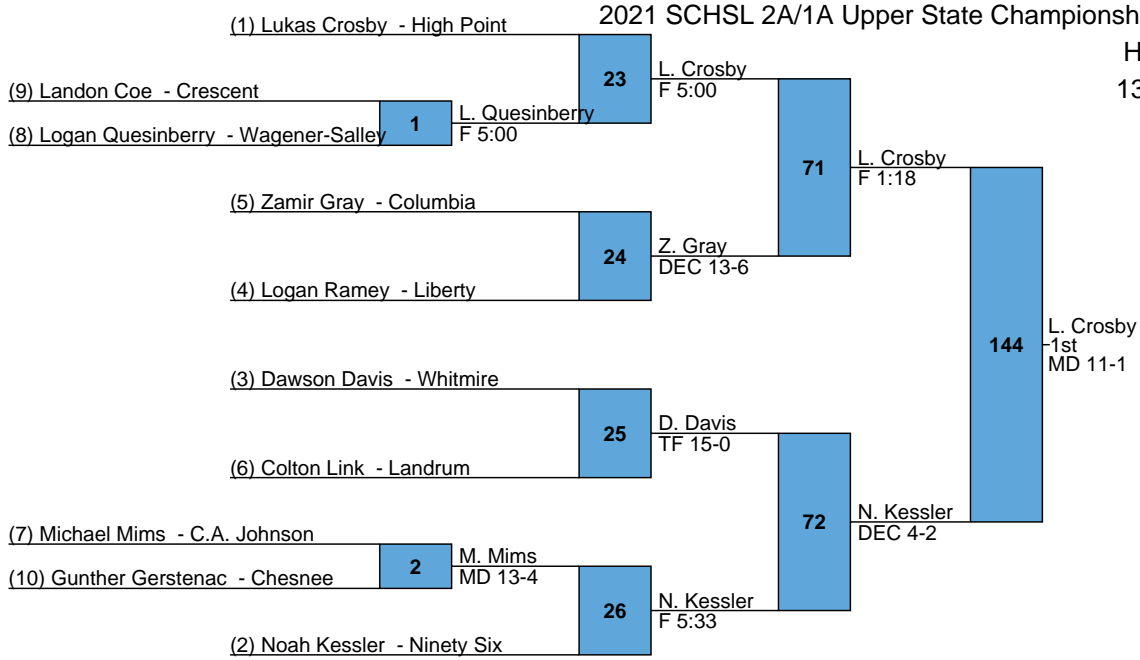 2021 SCHSL 2A/1A Upper State Championsh
H
13
(1) Lukas Crosby - High Point
23
L. Crosby
F 5:00
(9) Landon Coe - Crescent
1
L. Quesinberry
F 5:00
(8) Logan Quesinberry - Wagener-Salley
71
L. Crosby
F 1:18
(5) Zamir Gray - Columbia
24
Z. Gray
DEC 13-6
(4) Logan Ramey - Liberty
144
L. Crosby
1st
MD 11-1
(3) Dawson Davis - Whitmire
25
D. Davis
TF 15-0
(6) Colton Link - Landrum
72
N. Kessler
DEC 4-2
(7) Michael Mims - C.A. Johnson
2
M. Mims
MD 13-4
(10) Gunther Gerstenac - Chesnee
26
N. Kessler
F 5:33
(2) Noah Kessler - Ninety Six